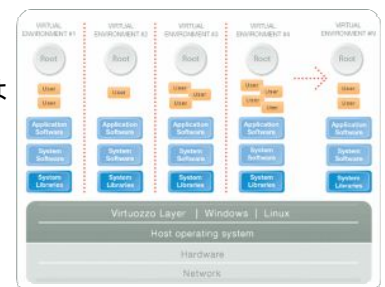 VIRTUAL ENVIRONMENT #1
VIRTUAL ENVIRONMENT #2
VIRTUAL ENVIRONMENT #3
VIRTUAL
ENVIRONMENT
VIRTUAL
ENVIRONMENT
Root
Root
Root
Root
Root
User
User
User
User
User
User
User
User
User
User
User
User
Application Software
Application Software
Application Software
Application Software
Application Software
System Software
System Software
System Software
System Software
System Software
System Libraries
System Libraries
System Libraries
System Libraries
System Libraries
Virtuozzo Layer | Windows | Linux
Host operating system
Hardware
Network